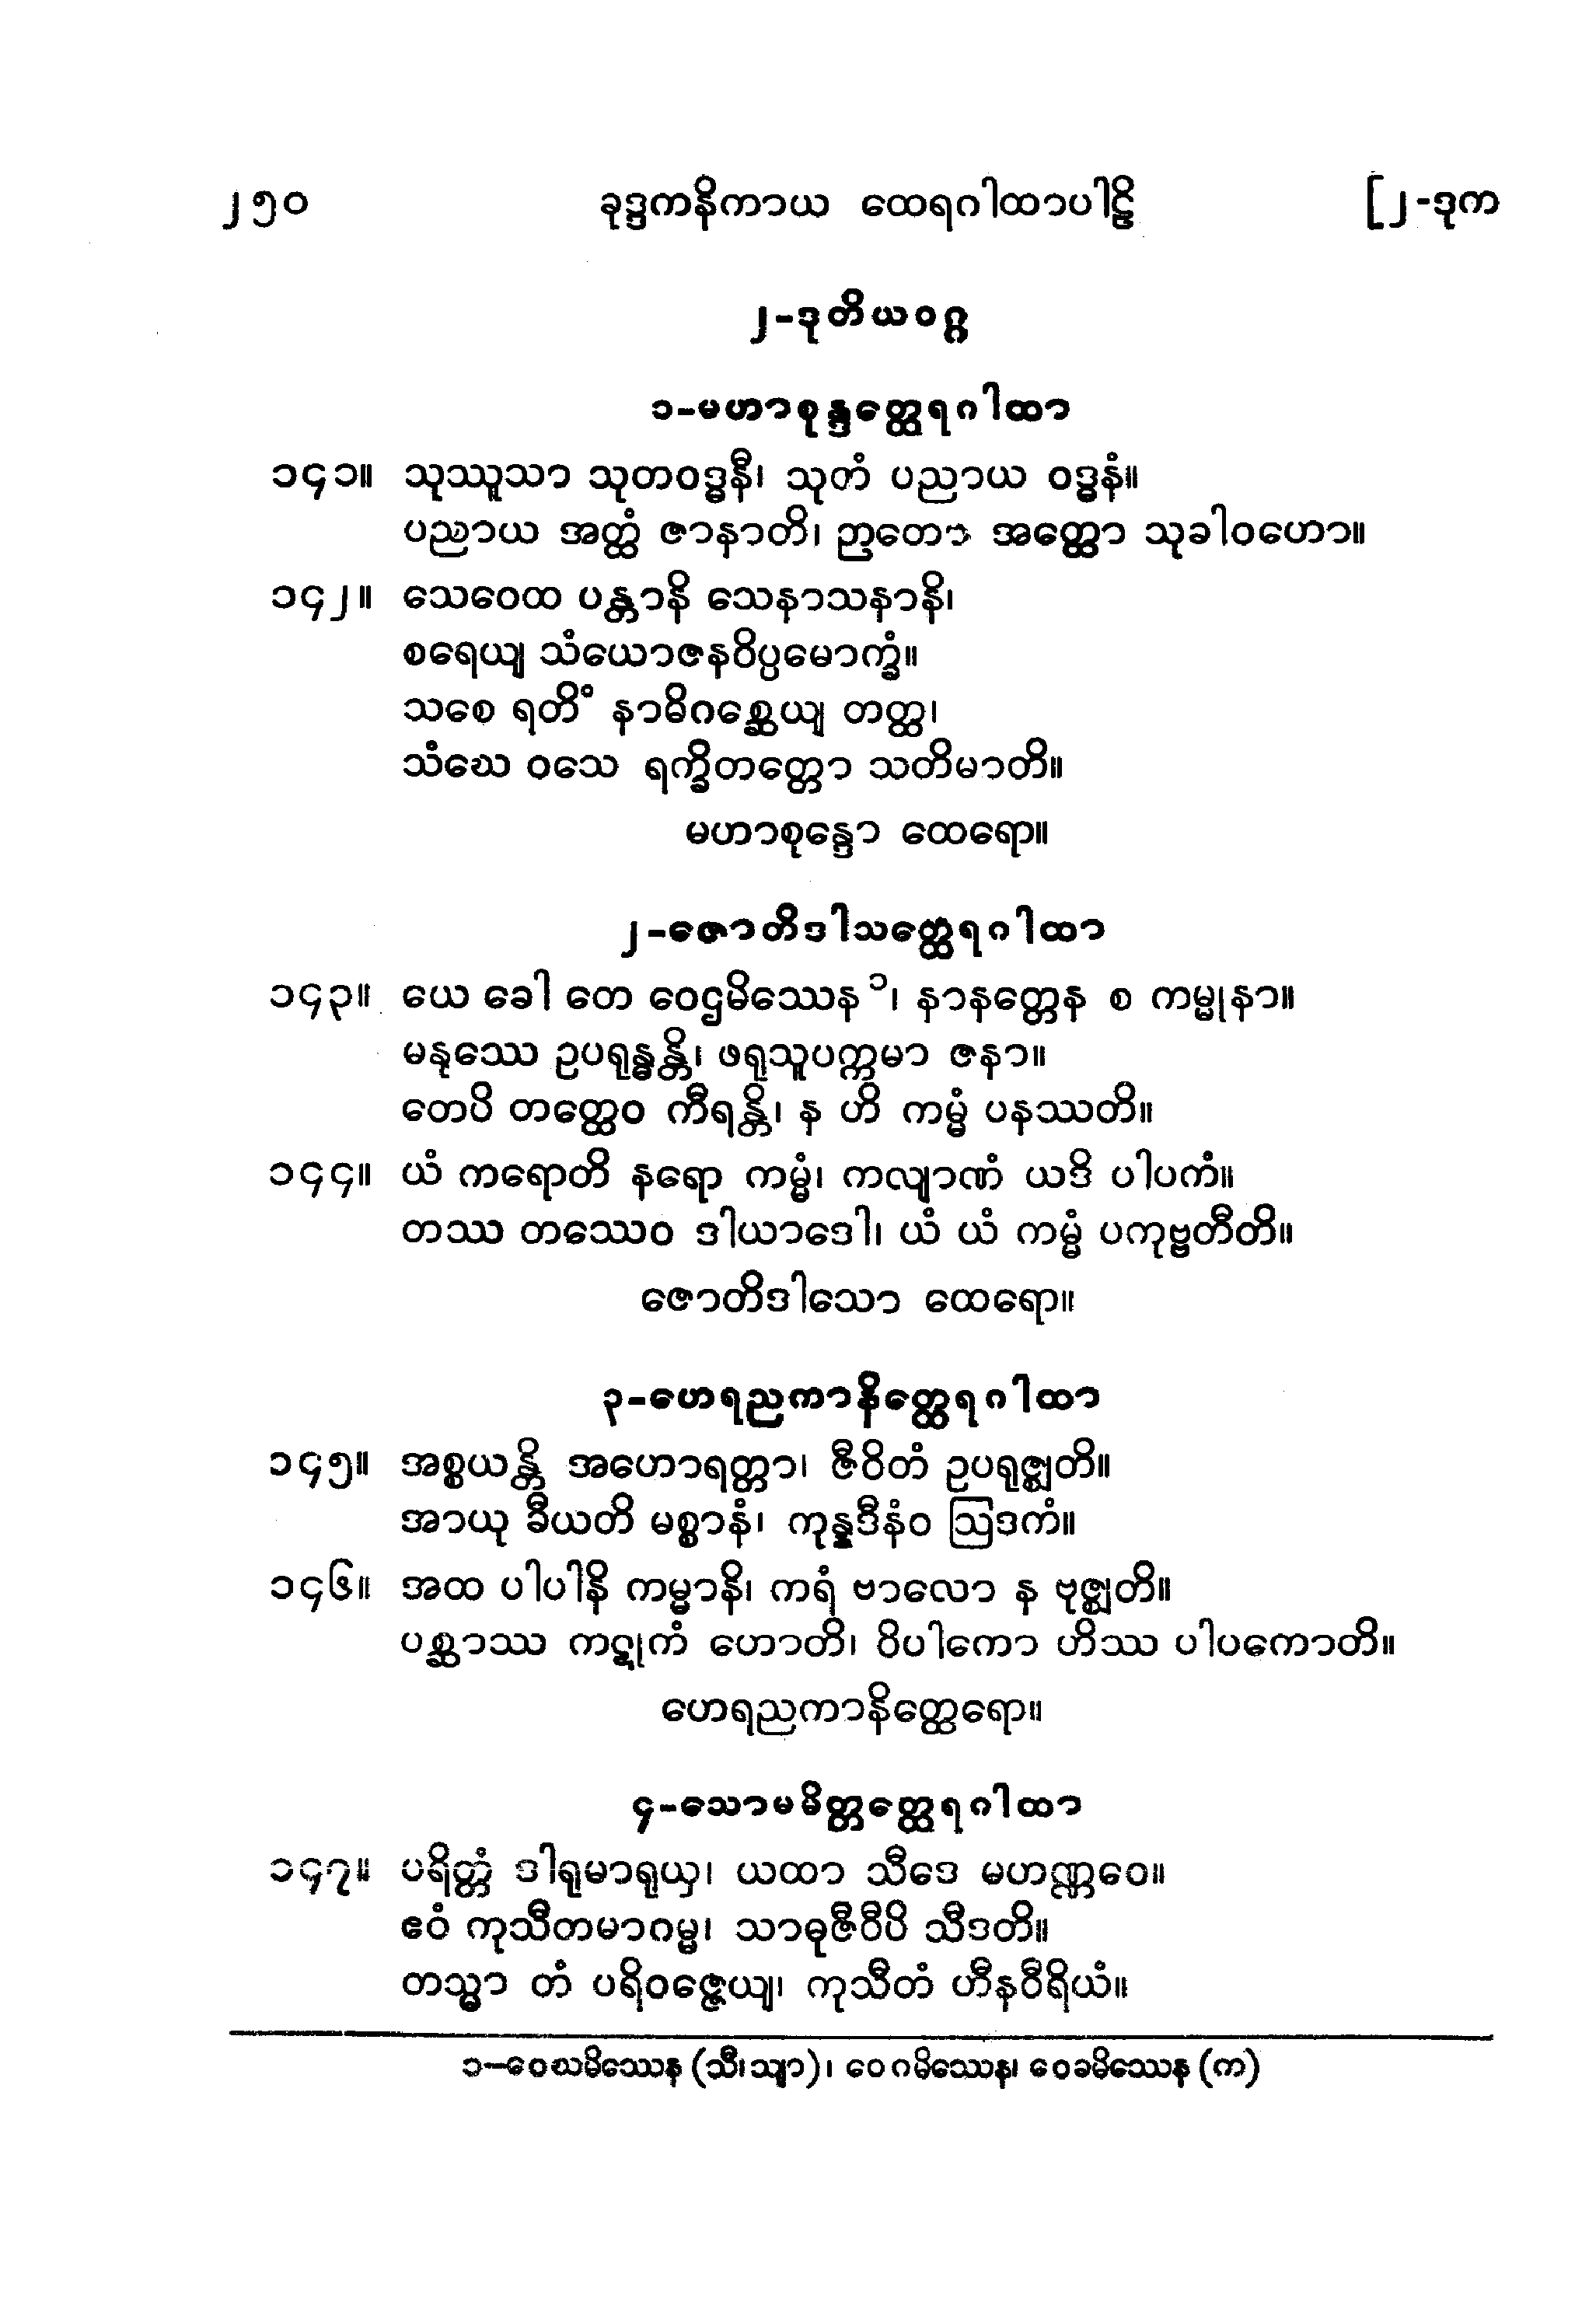 ၂၅၀ ခုဒ္ဒကနိကာယ ထေရဂါထာပါဠိ [၂-ဒုက
၂-ဒုတိယဝဂ္ဂ
၁-မဟာစုန္ဒတ္ထေရဂါထာ
၁၄၁။ သုဿူသာ သုတဝဒ္ဓနီ၊ သုတံ ပညာယ ဝဒ္ဓနံ။
ပညာယ အတ္ထံ ဇာနာတိ၊ ဉာတော အတ္ထော သုခါဝဟော။
၁၄၂။ သေဝေထ ပန္တာနိ သေနာသနာနိ၊
စရေယျ သံယောဇနဝိပ္ပမောက္ခံ။
သစေ ရတိံ နာဓိဂစ္ဆေယျ တတ္ထ၊
သံဃေ ဝသေ ရက္ခိတတ္တော သတိမာတိ။
မဟာစုန္ဒော ထေရော။
၂-ဇောတိဒါသတ္ထေရဂါထာ
၁၄၃။ ယေ ခေါ တေ ဝေဌမိဿေန၁၊ နာနတ္တေန စ ကမ္မုနာ။
မနုဿေ ဥပရုန္ဓန္တိ၊ ဖရုသူပက္ကမာ ဇနာ။
တေပိ တတ္ထေဝ ကီရန္တိ၊ န ဟိ ကမ္မံ ပနဿတိ။
၁၄၄။ ယံ ကရောတိ နရော ကမ္မံ၊ ကလျာဏံ ယဒိ ပါပကံ။
တဿ တဿေဝ ဒါယာဒေါ၊ ယံ ယံ ကမ္မံ ပကုဗ္ဗတီတိ။
ဇောတိဒါသော ထေရော။
၃-ဟေရညကာနိတ္ထေရဂါထာ
၁၄၅။ အစ္စယန္တိ အဟောရတ္တာ၊ ဇီဝိတံ ဥပရုဇ္ဈတိ။
အာယု ခီယတိ မစ္စာနံ၊ ကုန္နဒီနံဝ ဩဒကံ။
၁၄၆။ အထ ပါပါနိ ကမ္မာနိ၊ ကရံ ဗာလော န ဗုဇ္ဈတိ။
ပစ္ဆာဿ ကဋုကံ ဟောတိ၊ ဝိပါကော ဟိဿ ပါပကောတိ။
ဟေရညကာနိတ္ထေရော။
၄-သောမမိတ္တတ္ထေရဂါထာ
၁၄၇။ ပရိတ္တံ ဒါရုမာရုယှ၊ ယထာ သီဒေ မဟဏ္ဏဝေ။
ဧဝံ ကုသီတမာဂမ္မ၊ သာဓုဇီဝီပိ သီဒတိ။
တသ္မာ တံ ပရိဝဇ္ဇေယျ၊ ကုသီတံ ဟီနဝီရိယံ။
၁-ဝေဃမိဿေန (သီ၊သျာ)၊ ဝေဂမိဿေန၊ ဝေခမိဿေန (က)